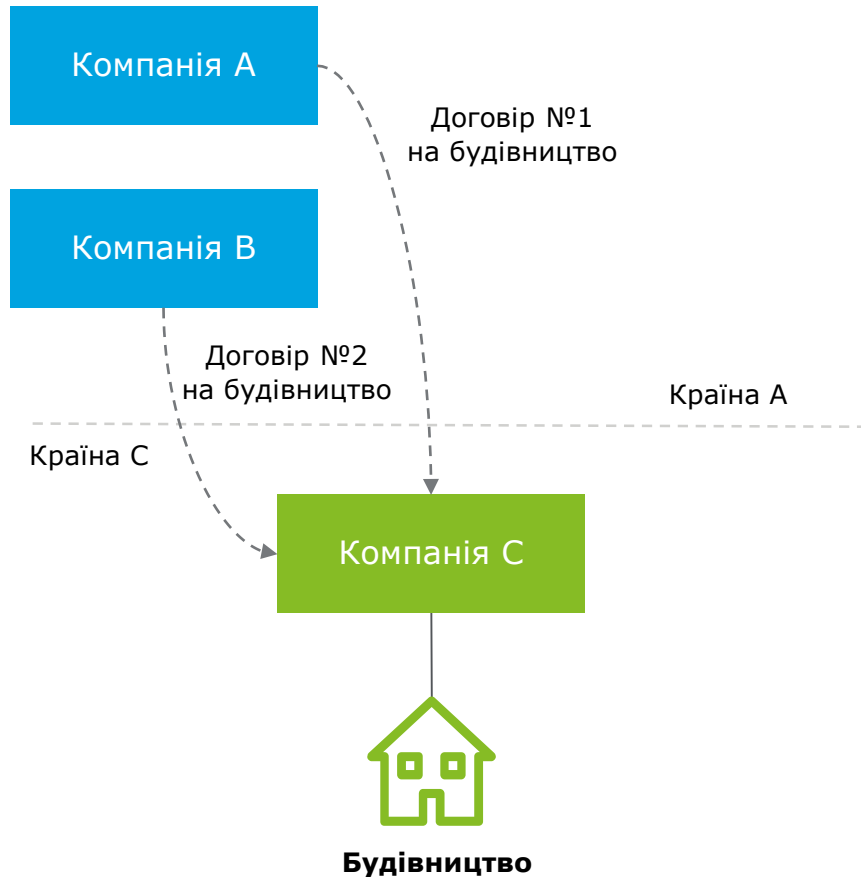 Компанія А
Договір №1
на будівництво
Компанія В
Договір №2
на будівництво
Країна А
Країна С
Компанія С
Будівництво